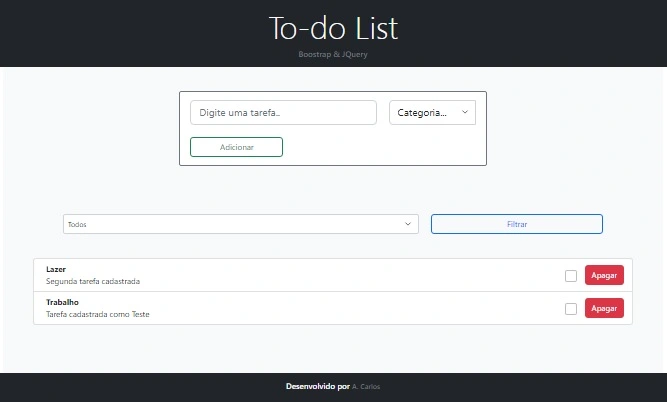 To-do List
Boostrap & JQuery
Digite uma tarefa..
Categoria...
Adicionar
Todos
Filtrar
Lazer
Segunda tarefa cadastrada
Apagar
Trabalho
Tarefa cadastrada como Teste
Apagar
Desenvolvido por A. Carlos